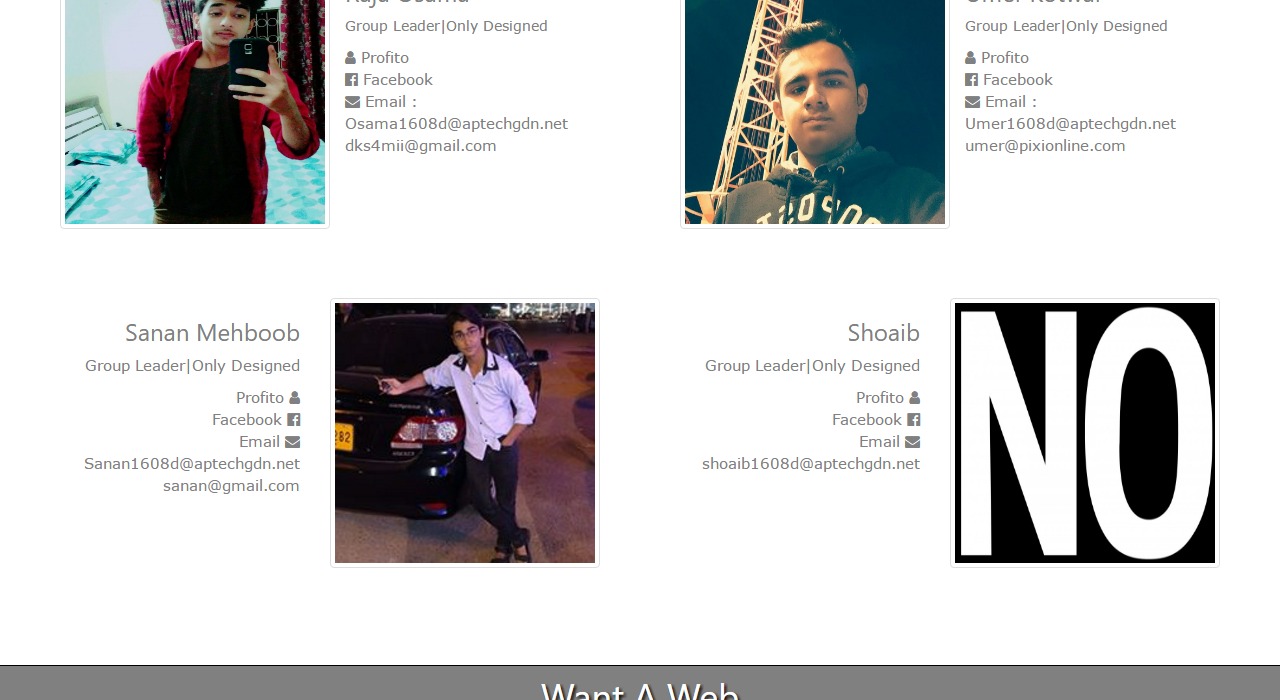 Raja Osama
Group Leader|Only Designed
Profito
Facebook
Email :
Osama1608d@aptechgdn.net
dks4mii@gmail.com
Group Leader|Only Designed
Profito
Facebook
Email :
Umer1608d@aptechgdn.net
umer@pixionline.com
Sanan Mehboob
Group Leader|Only Designed
Profito
Facebook
Email
Sanan1608d@aptechgdn.net
sanan@gmail.com
Shoaib
Group Leader|Only Designed
Profito
Facebook
Email
shoaib1608d@aptechgdn.net
NO
Want A Web